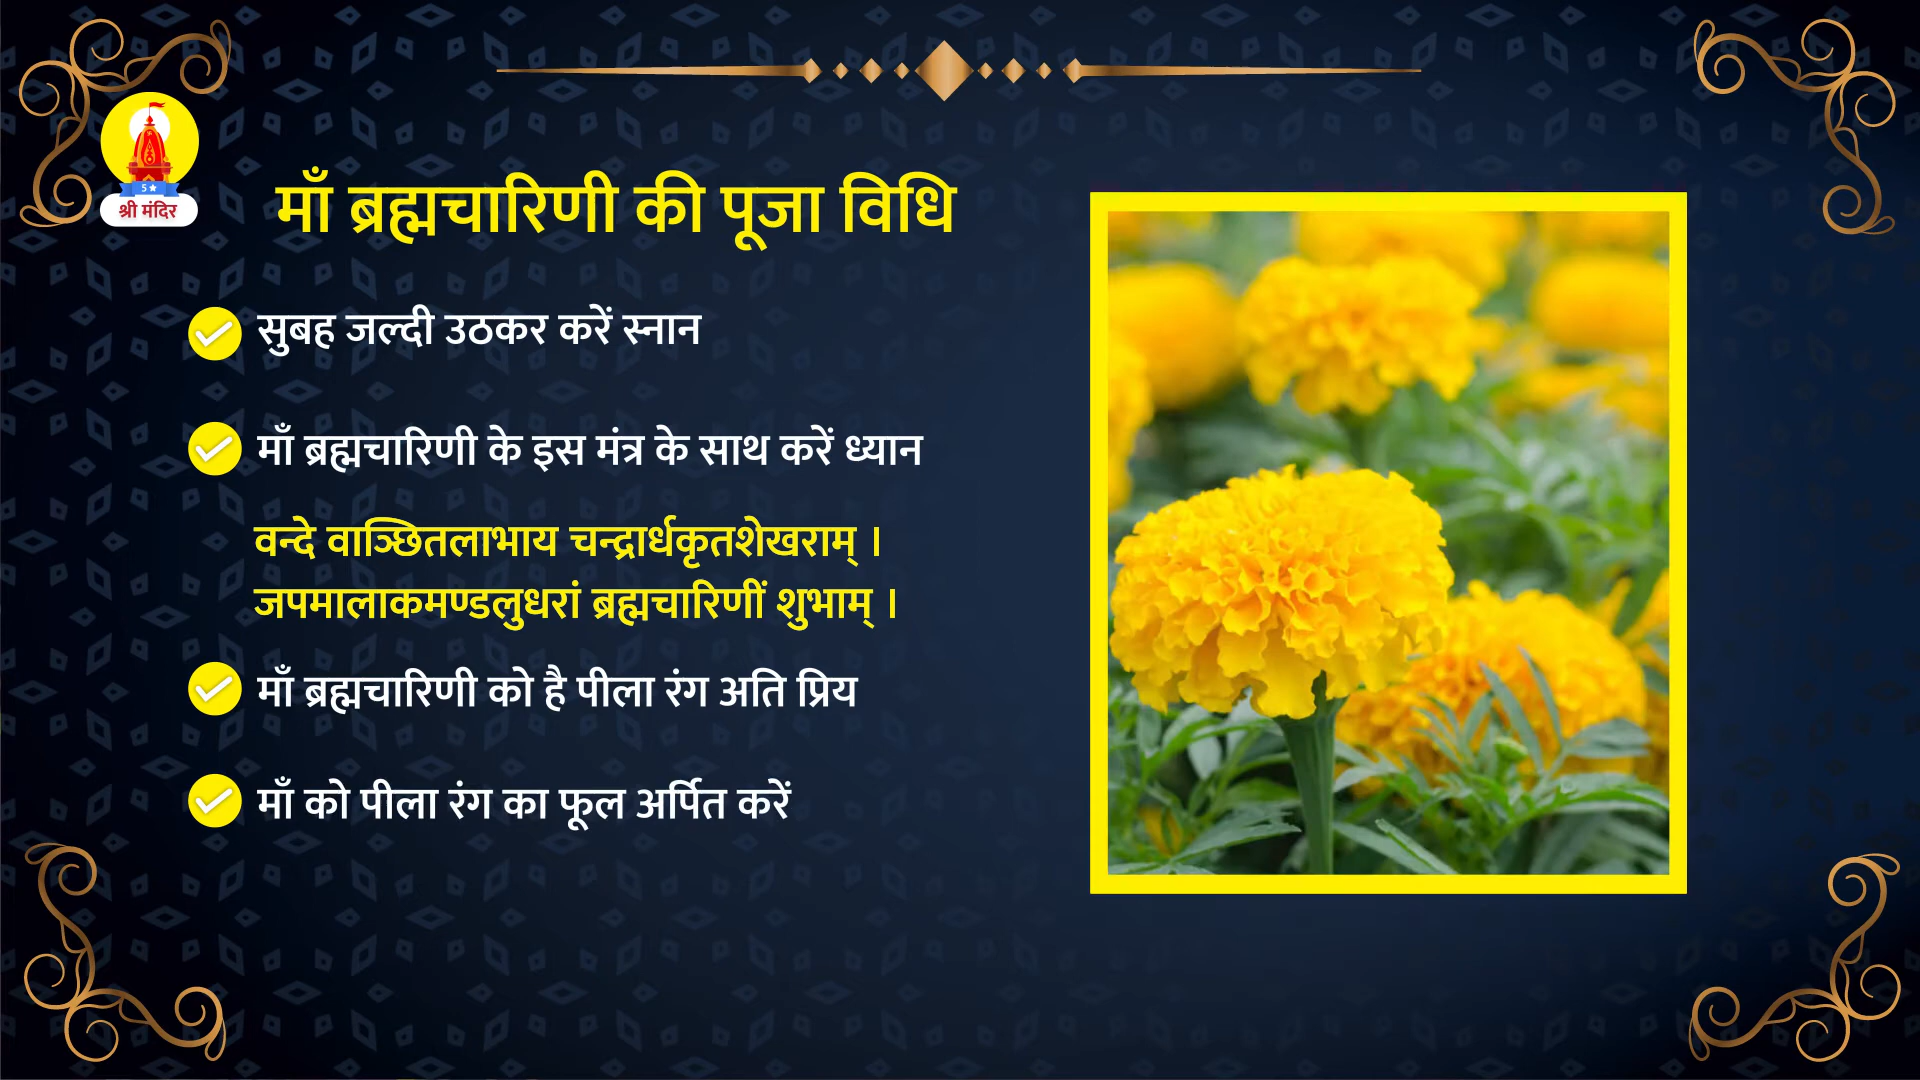 5★
श्री मंदिर
माँ ब्रह्मचारिणी की पूजा विधि
सुबह जल्दी उठकर करें स्नान
माँ ब्रह्मचारिणी के इस मंत्र के साथ करें ध्यान
वन्दे वाञ्छितलाभाय चन्द्रार्धकृतशेखराम् ।
जपमालाकमण्डलुधरां ब्रह्मचारिणीं शुभाम् ।
माँ ब्रह्मचारिणी को है पीला रंग अति प्रिय
माँ को पीला रंग का फूल अर्पित करें